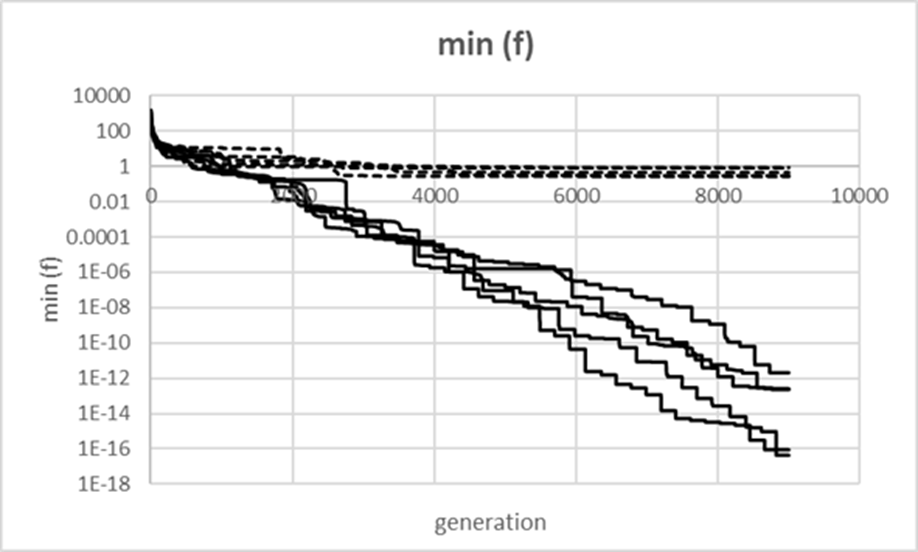 min (f)
10000
100
1
0.01
0.0001
1E-06
1E-08
1E-10
1E-12
1E-14
1E-16
1E-18
0
2000
4000
6000
8000
10000
min (f)
generation